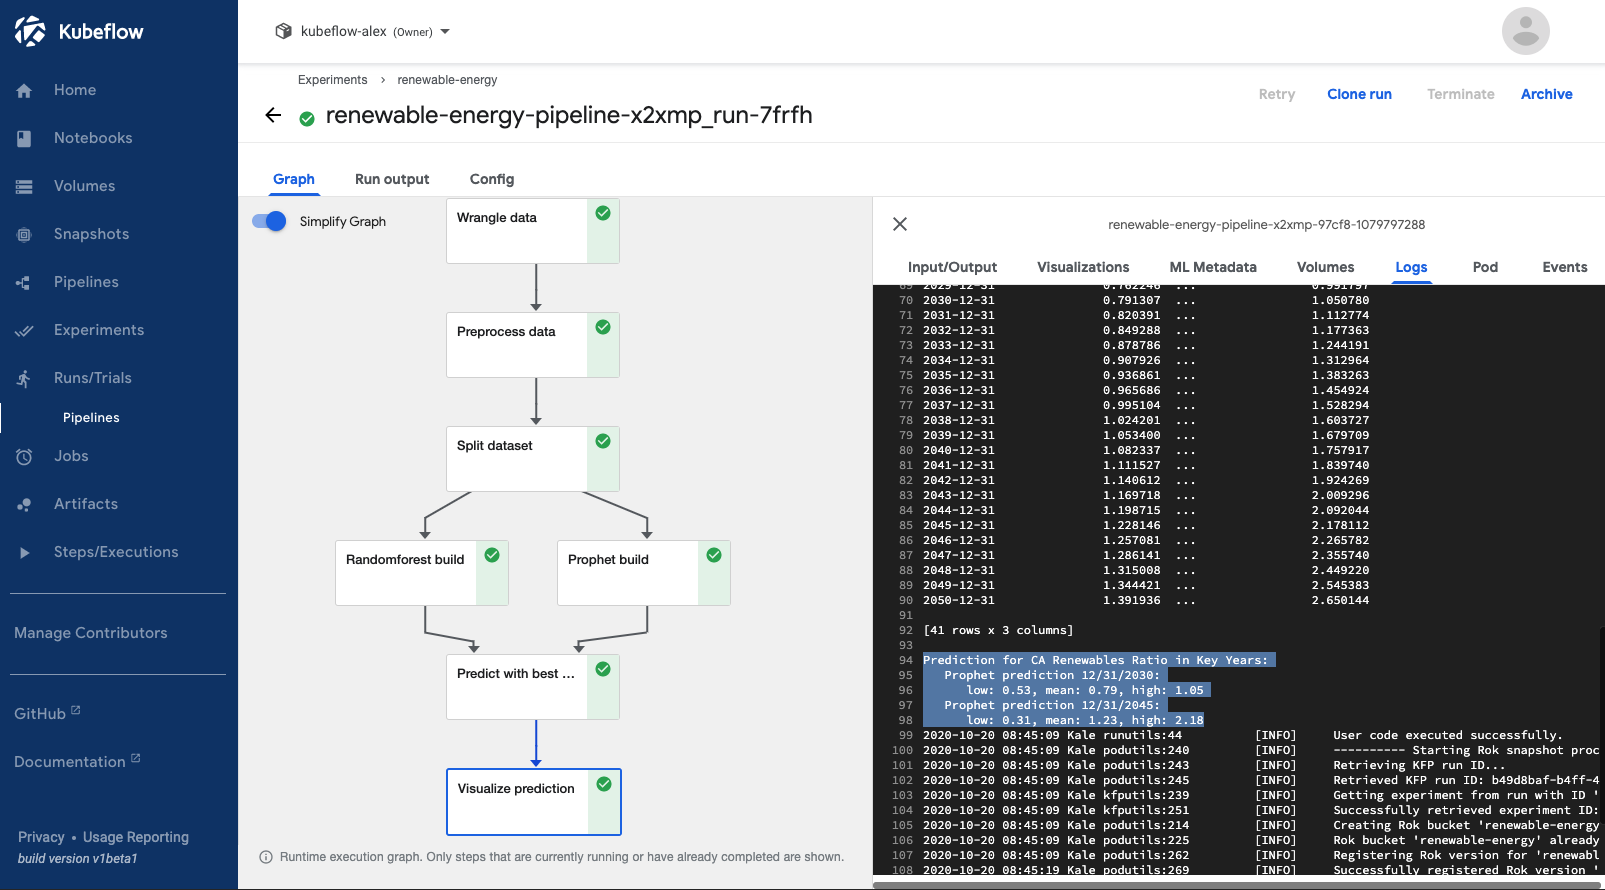 Kubeflow
Home
Notebooks
Volumes
Snapshots
Pipelines
Experiments
Runs/Trials
Pipelines
Jobs
Artifacts
Steps/Executions
Manage Contributors
GitHub
Documentation
Privacy • Usage Reporting
build version v1beta1
kubeflow-alex (Owner)
Experiments > renewable-energy
renewable-energy-pipeline-x2xmp_run-7frfh
Retry Clone run Terminate Archive
Graph Run output Config
Simplify Graph
Wrangle data
Preprocess data
Split dataset
Randomforest build
Prophet build
Predict with best ...
Visualize prediction
Runtime execution graph. Only steps that are currently running or have already completed are shown.
renewable-energy-pipeline-x2xmp-97cf8-1079797288
Input/Output Visualizations ML Metadata Volumes Logs Pod Events
69 2029-12-31 0.762246 ... 0.991797
70 2030-12-31 0.791307 ... 1.050780
71 2031-12-31 0.820391 ... 1.112774
72 2032-12-31 0.849288 ... 1.177363
73 2033-12-31 0.878786 ... 1.244191
74 2034-12-31 0.907926 ... 1.312964
75 2035-12-31 0.936861 ... 1.383263
76 2036-12-31 0.965686 ... 1.454924
77 2037-12-31 0.995104 ... 1.528294
78 2038-12-31 1.024201 ... 1.603727
79 2039-12-31 1.053400 ... 1.679709
80 2040-12-31 1.082337 ... 1.757917
81 2041-12-31 1.111527 ... 1.839740
82 2042-12-31 1.140612 ... 1.924269
83 2043-12-31 1.169718 ... 2.009296
84 2044-12-31 1.198715 ... 2.092044
85 2045-12-31 1.228146 ... 2.178112
86 2046-12-31 1.257081 ... 2.265782
87 2047-12-31 1.286141 ... 2.355740
88 2048-12-31 1.315008 ... 2.449220
89 2049-12-31 1.344421 ... 2.545383
90 2050-12-31 1.391936 ... 2.650144
91
92 [41 rows x 3 columns]
93
94 Prediction for CA Renewables Ratio in Key Years:
95 Prophet prediction 12/31/2030:
96 low: 0.53, mean: 0.79, high: 1.05
97 Prophet prediction 12/31/2045:
98 low: 0.31, mean: 1.23, high: 2.18
99 2020-10-20 08:45:09 Kale runutils:44 [INFO] User code executed successfully.
100 2020-10-20 08:45:09 Kale podutils:240 [INFO] ---------- Starting Rok snapshot proc
101 2020-10-20 08:45:09 Kale podutils:243 [INFO] Retrieving KFP run ID...
102 2020-10-20 08:45:09 Kale podutils:245 [INFO] Retrieved KFP run ID: b49d8baf-b4ff-4
103 2020-10-20 08:45:09 Kale kfputils:239 [INFO] Getting experiment from run with ID '
104 2020-10-20 08:45:09 Kale kfputils:251 [INFO] Successfully retrieved experiment ID:
105 2020-10-20 08:45:09 Kale podutils:214 [INFO] Creating Rok bucket 'renewable-energy
106 2020-10-20 08:45:09 Kale podutils:225 [INFO] Rok bucket 'renewable-energy' already
107 2020-10-20 08:45:09 Kale podutils:262 [INFO] Registering Rok version for 'renewabl
108 2020-10-20 08:45:19 Kale podutils:269 [INFO] Successfully registered Rok version '